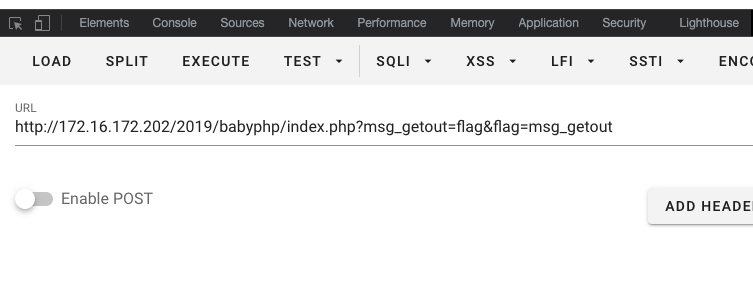 Elements Console Sources Network Performance Memory Application Security Lighthouse
LOAD SPLIT EXECUTE TEST SQLI XSS LFI SSTI ENCO
URL
http://172.16.172.202/2019/babyphp/index.php?msg_getout=flag&flag=msg_getout
Enable POST
ADD HEADE